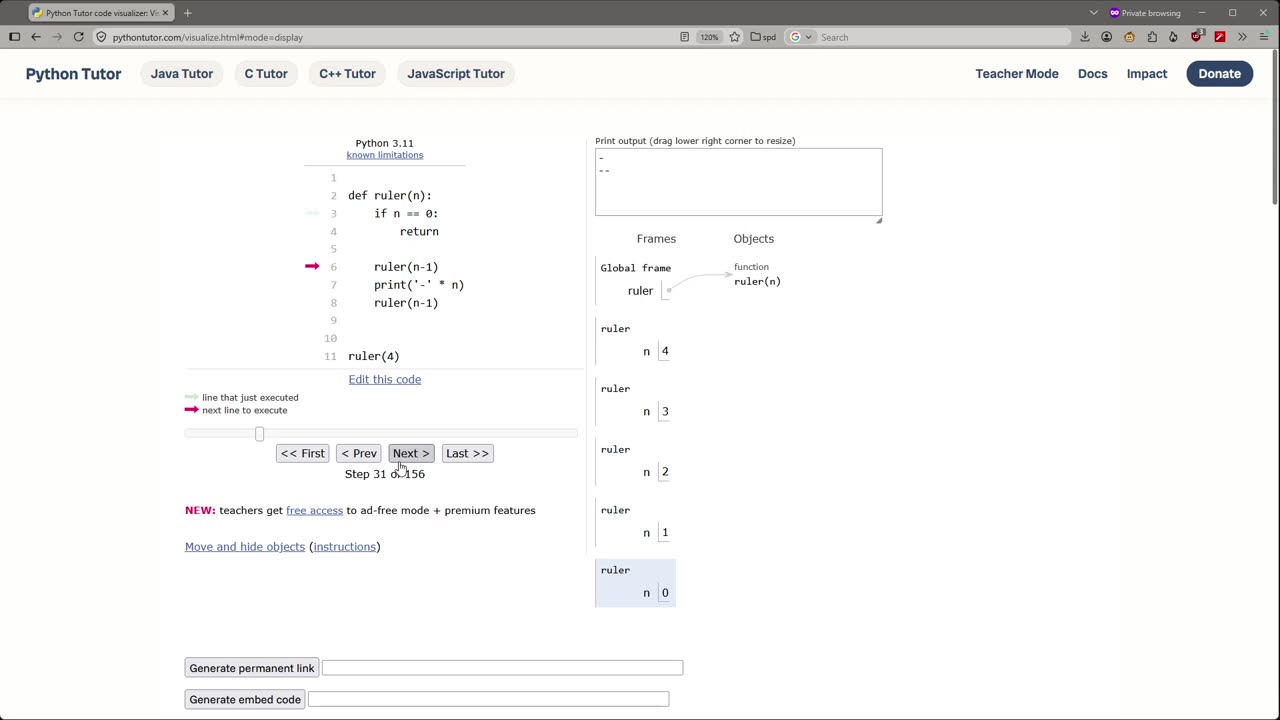 Python Tutor code visualizer: Vi
Private browsing
pythontutor.com/visualize.html#mode=display
120%
spd
Search
Python Tutor
Java Tutor
C Tutor
C++ Tutor
JavaScript Tutor
Teacher Mode
Docs
Impact
Donate
Python 3.11
known limitations
1
2 def ruler(n):
3     if n == 0:
4         return
5
6     ruler(n-1)
7     print('-' * n)
8     ruler(n-1)
9
10
11 ruler(4)
Edit this code
line that just executed
next line to execute
<< First
< Prev
Next >
Last >>
Step 31 of 156
NEW: teachers get free access to ad-free mode + premium features
Move and hide objects (instructions)
Print output (drag lower right corner to resize)
-
--
Frames
Objects
Global frame
ruler
function
ruler(n)
ruler
n 4
ruler
n 3
ruler
n 2
ruler
n 1
ruler
n 0
Generate permanent link
Generate embed code